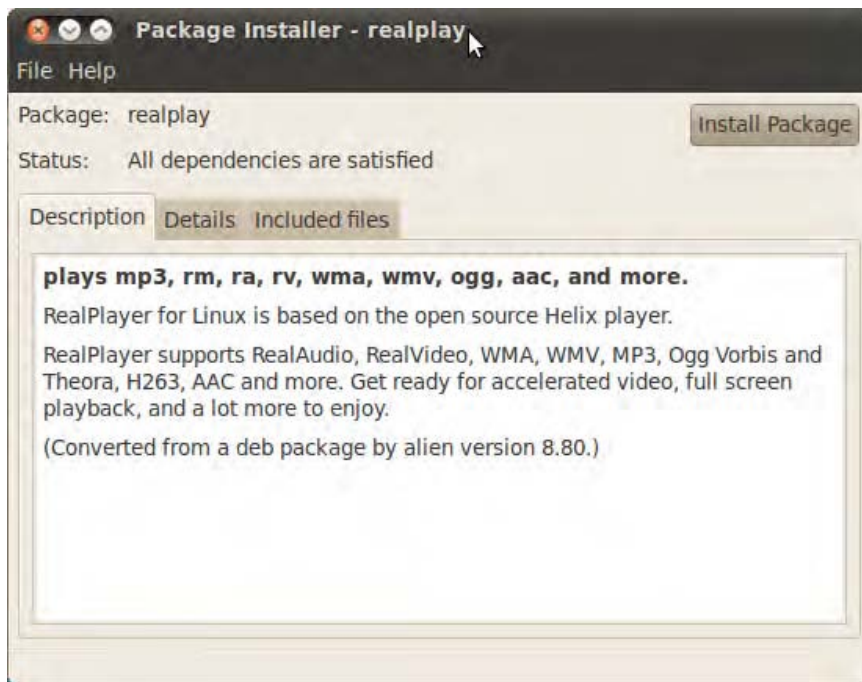 Package Installer - realplay
File Help
Package: realplay
Install Package
Status: All dependencies are satisfied
Description Details Included files
plays mp3, rm, ra, rv, wma, wmv, ogg, aac, and more.
RealPlayer for Linux is based on the open source Helix player.
RealPlayer supports RealAudio, RealVideo, WMA, WMV, MP3, Ogg Vorbis and
Theora, H263, AAC and more. Get ready for accelerated video, full screen
playback, and a lot more to enjoy.
(Converted from a deb package by alien version 8.80.)